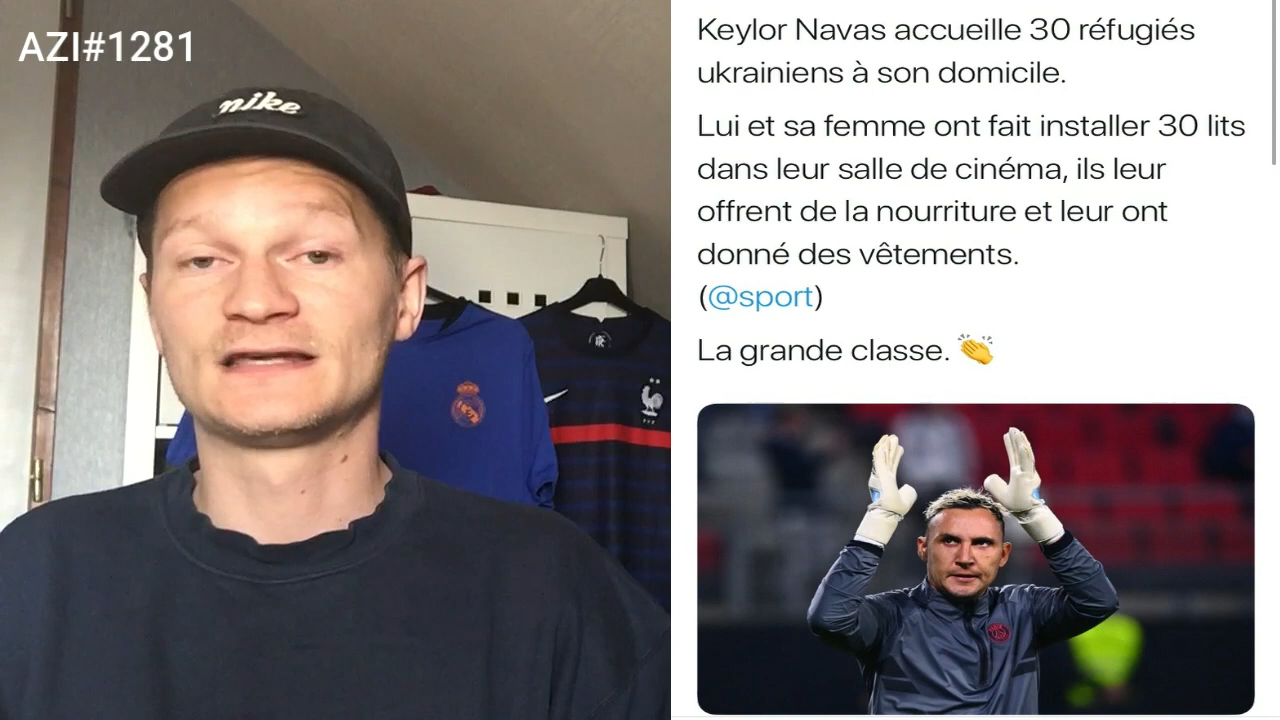 AZI#1281
nike
Keylor Navas accueille 30 réfugiés
ukrainiens à son domicile.
Lui et sa femme ont fait installer 30 lits
dans leur salle de cinéma, ils leur
offrent de la nourriture et leur ont
donné des vêtements.
(@sport)
La grande classe. 👏